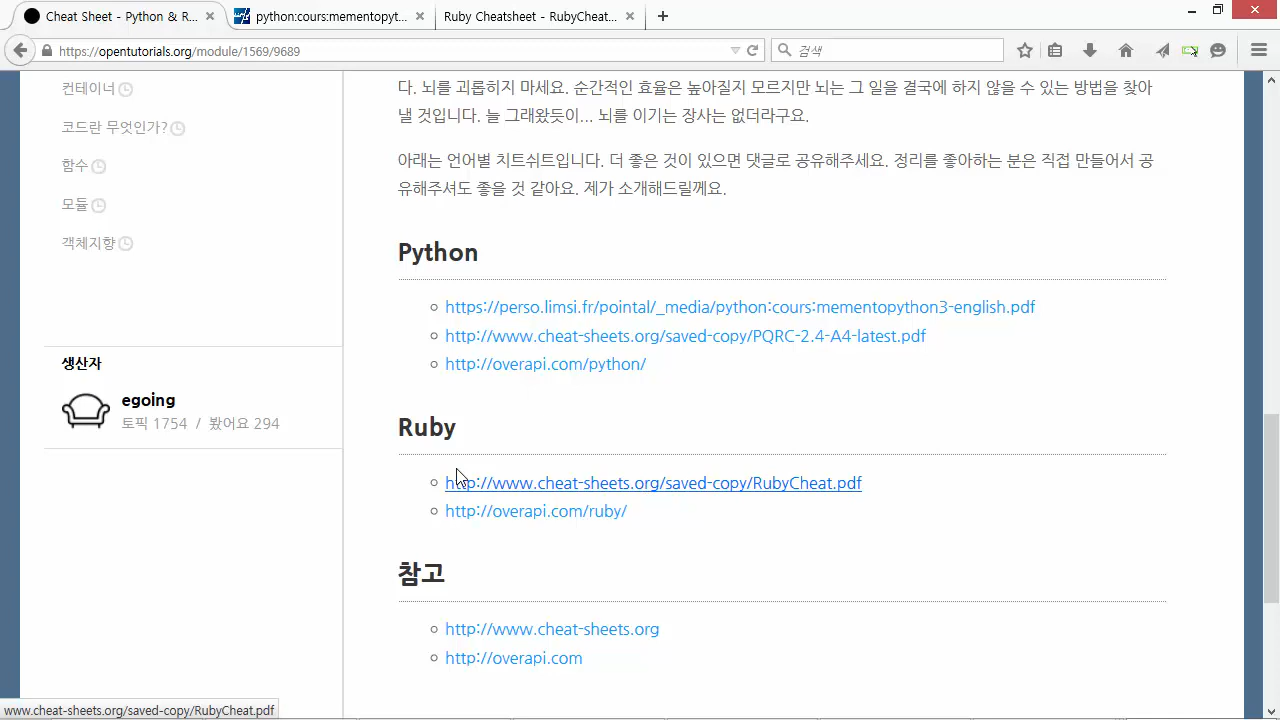 Cheat Sheet - Python & R...
python:cours:mementopyt...
Ruby Cheatsheet - RubyCheat...
https://opentutorials.org/module/1569/9689
검색
컨테이너
코드란 무엇인가?
함수
모듈
객체지향
생산자
egoing
토픽 1754 / 봤어요 294
다. 뇌를 괴롭히지 마세요. 순간적인 효율은 높아질지 모르지만 뇌는 그 일을 결국에 하지 않을 수 있는 방법을 찾아
낼 것입니다. 늘 그래왔듯이... 뇌를 이기는 장사는 없더라구요.
아래는 언어별 치트쉬트입니다. 더 좋은 것이 있으면 댓글로 공유해주세요. 정리를 좋아하는 분은 직접 만들어서 공
유해주셔도 좋을 것 같아요. 제가 소개해드릴께요.
Python
https://perso.limsi.fr/pointal/_media/python:cours:mementopython3-english.pdf
http://www.cheat-sheets.org/saved-copy/PQRC-2.4-A4-latest.pdf
http://overapi.com/python/
Ruby
http://www.cheat-sheets.org/saved-copy/RubyCheat.pdf
http://overapi.com/ruby/
참고
http://www.cheat-sheets.org
http://overapi.com
www.cheat-sheets.org/saved-copy/RubyCheat.pdf